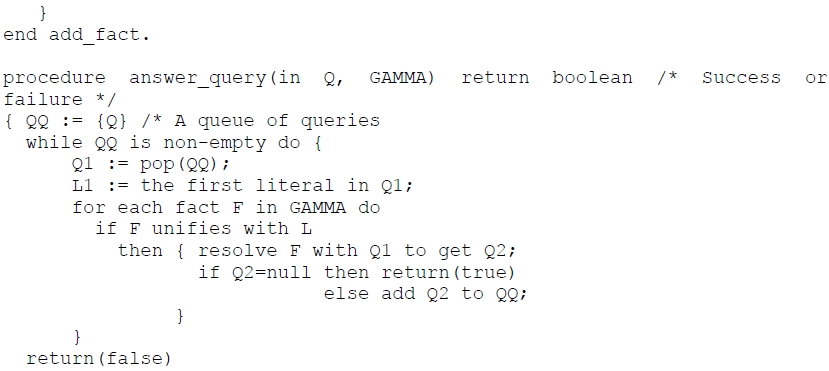 }
end add_fact.

procedure answer_query(in Q, GAMMA) return boolean /* Success or
failure */
{ QQ := {Q} /* A queue of queries
  while QQ is non-empty do {
      Q1 := pop(QQ);
      L1 := the first literal in Q1;
      for each fact F in GAMMA do
        if F unifies with L
          then { resolve F with Q1 to get Q2;
                 if Q2=null then return(true)
                            else add Q2 to QQ;
               }
      }
  return(false)